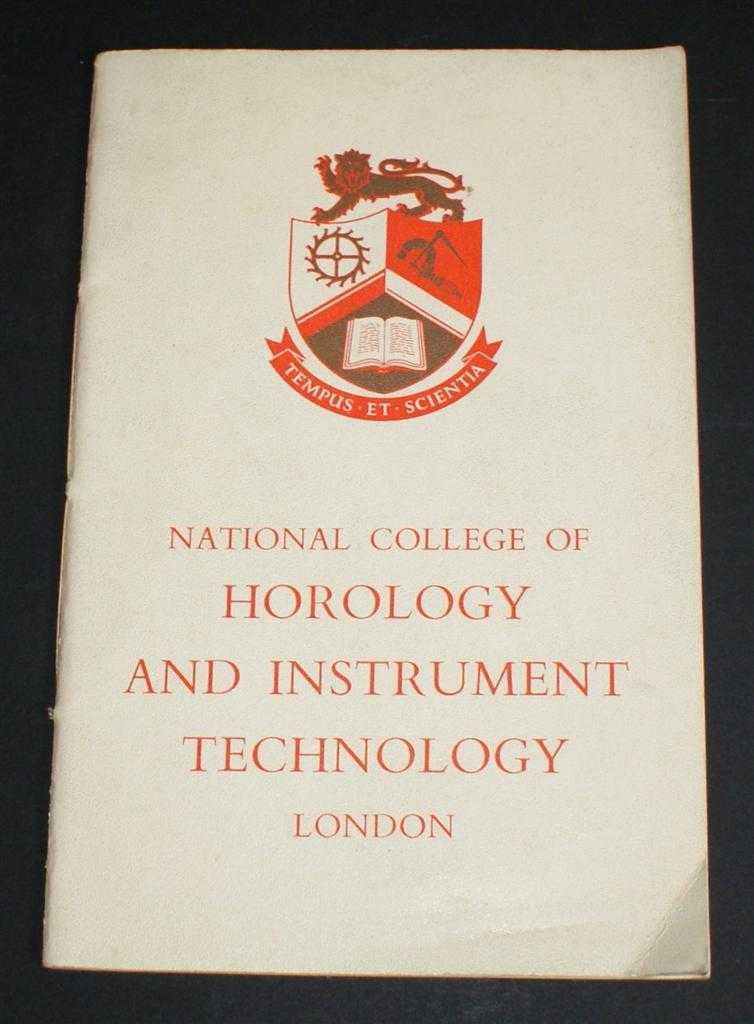 TEMPUS · ET · SCIENTIA
NATIONAL COLLEGE OF
HOROLOGY
AND INSTRUMENT
TECHNOLOGY
LONDON